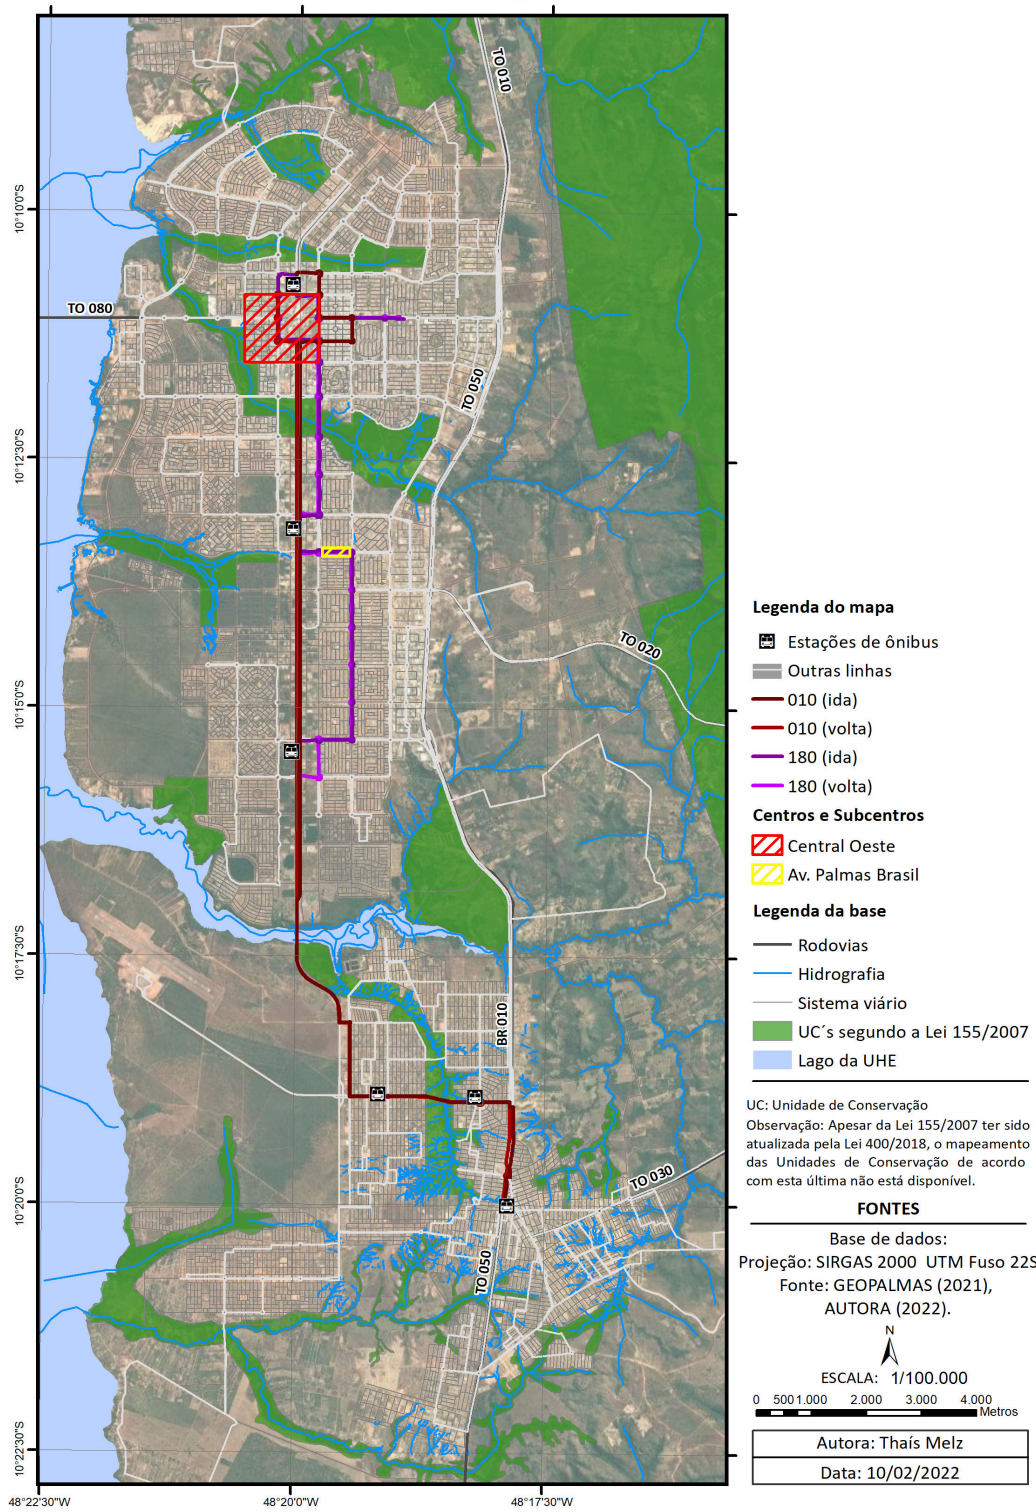 TO 010
10°10'0"S
TO 080
TO 050
10°12'30"S
TO 020
10°15'0"S
10°17'30"S
BR 010
10°20'0"S
TO 030
TO 050
10°22'30"S
48°22'30"W
48°20'0"W
48°17'30"W
Legenda do mapa
Estações de ônibus
Outras linhas
010 (ida)
010 (volta)
180 (ida)
180 (volta)
Centros e Subcentros
Central Oeste
Av. Palmas Brasil
Legenda da base
Rodovias
Hidrografia
Sistema viário
UC´s segundo a Lei 155/2007
Lago da UHE
UC: Unidade de Conservação
Observação: Apesar da Lei 155/2007 ter sido
atualizada pela Lei 400/2018, o mapeamento
das Unidades de Conservação de acordo
com esta última não está disponível.
FONTES
Base de dados:
Projeção: SIRGAS 2000 UTM Fuso 22S
Fonte: GEOPALMAS (2021),
AUTORA (2022).
N
ESCALA: 1/100.000
0 500 1.000 2.000 3.000 4.000
Metros
Autora: Thaís Melz
Data: 10/02/2022